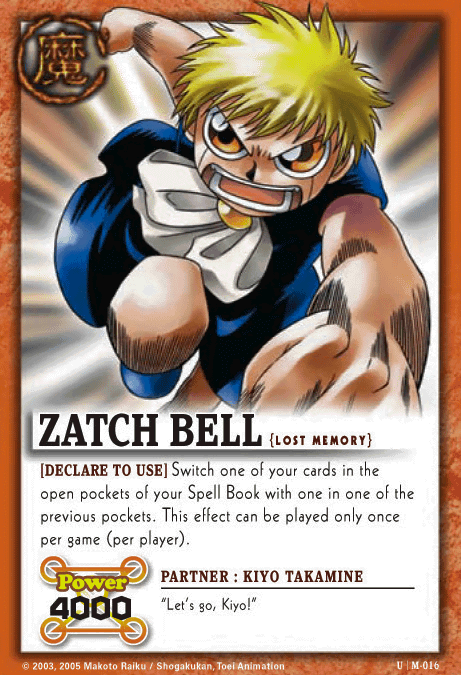 魔
ZATCH BELL {LOST MEMORY}
[DECLARE TO USE] Switch one of your cards in the
open pockets of your Spell Book with one in one of the
previous pockets. This effect can be played only once
per game (per player).
Power
4000
PARTNER : KIYO TAKAMINE
"Let's go, Kiyo!"
© 2003, 2005 Makoto Raiku / Shogakukan, Toei Animation
U | M-016